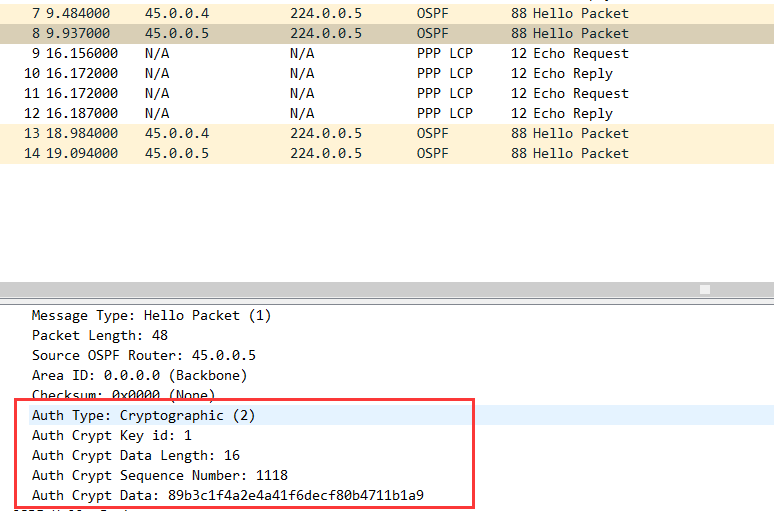 7 9.484000 45.0.0.4 224.0.0.5 OSPF 88 Hello Packet
8 9.937000 45.0.0.5 224.0.0.5 OSPF 88 Hello Packet
9 16.156000 N/A N/A PPP LCP 12 Echo Request
10 16.172000 N/A N/A PPP LCP 12 Echo Reply
11 16.172000 N/A N/A PPP LCP 12 Echo Request
12 16.187000 N/A N/A PPP LCP 12 Echo Reply
13 18.984000 45.0.0.4 224.0.0.5 OSPF 88 Hello Packet
14 19.094000 45.0.0.5 224.0.0.5 OSPF 88 Hello Packet
Message Type: Hello Packet (1)
Packet Length: 48
Source OSPF Router: 45.0.0.5
Area ID: 0.0.0.0 (Backbone)
Checksum: 0x0000 (None)
Auth Type: Cryptographic (2)
Auth Crypt Key id: 1
Auth Crypt Data Length: 16
Auth Crypt Sequence Number: 1118
Auth Crypt Data: 89b3c1f4a2e4a41f6decf80b4711b1a9